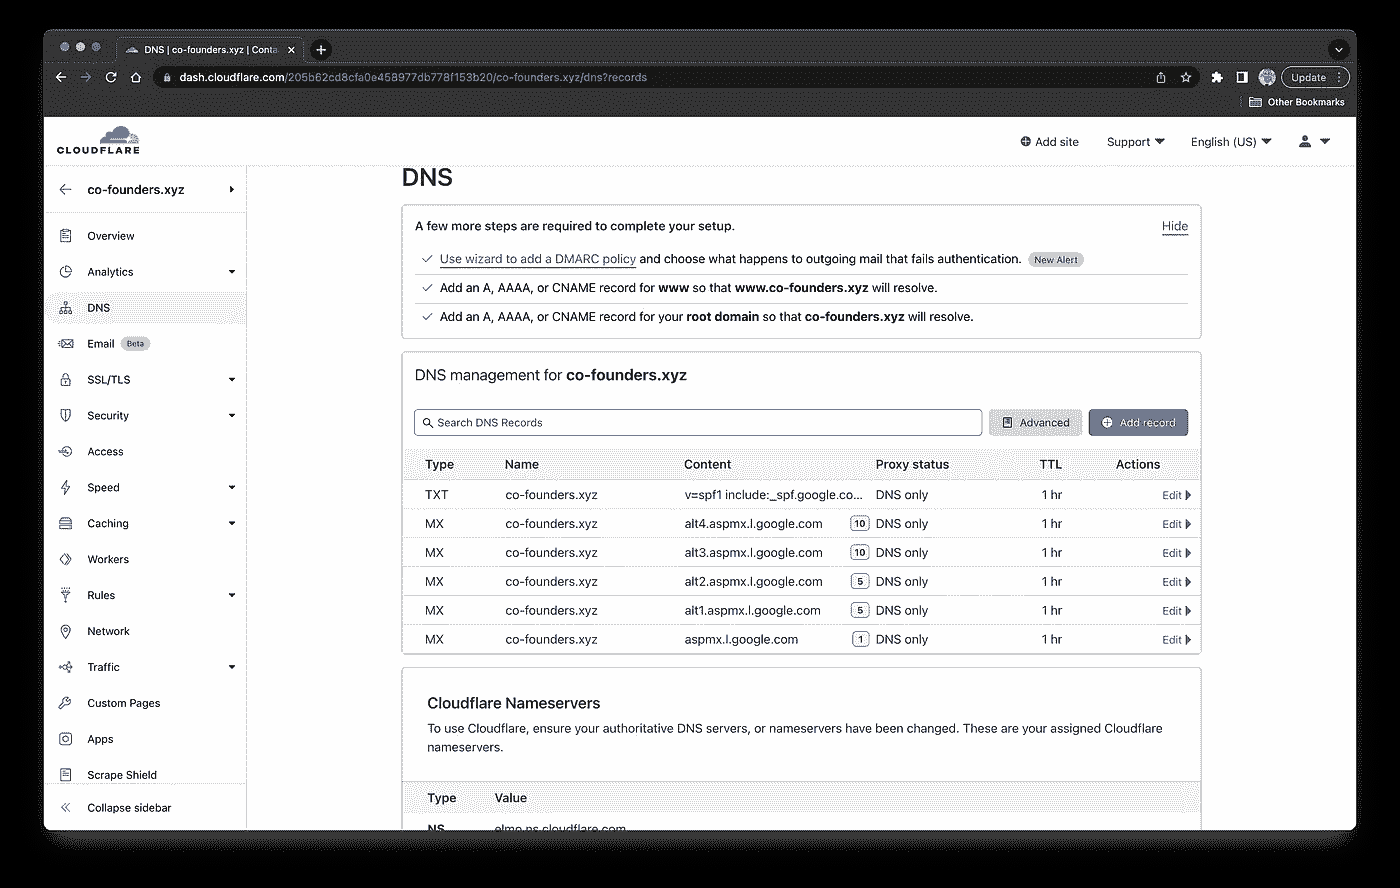 DNS | co-founders.xyz | Conta
dash.cloudflare.com/205b62cd8cfa0e458977db778f153b20/co-founders.xyz/dns?records
Update
Other Bookmarks
CLOUDFLARE
Add site
Support
English (US)
co-founders.xyz
Overview
Analytics
DNS
Email Beta
SSL/TLS
Security
Access
Speed
Caching
Workers
Rules
Network
Traffic
Custom Pages
Apps
Scrape Shield
Collapse sidebar
DNS
A few more steps are required to complete your setup.
Hide
Use wizard to add a DMARC policy and choose what happens to outgoing mail that fails authentication. New Alert
Add an A, AAAA, or CNAME record for www so that www.co-founders.xyz will resolve.
Add an A, AAAA, or CNAME record for your root domain so that co-founders.xyz will resolve.
DNS management for co-founders.xyz
Search DNS Records
Advanced
Add record
Type Name Content Proxy status TTL Actions
TXT co-founders.xyz v=spf1 include:_spf.google.co... DNS only 1 hr Edit
MX co-founders.xyz alt4.aspmx.l.google.com 10 DNS only 1 hr Edit
MX co-founders.xyz alt3.aspmx.l.google.com 10 DNS only 1 hr Edit
MX co-founders.xyz alt2.aspmx.l.google.com 5 DNS only 1 hr Edit
MX co-founders.xyz alt1.aspmx.l.google.com 5 DNS only 1 hr Edit
MX co-founders.xyz aspmx.l.google.com 1 DNS only 1 hr Edit
Cloudflare Nameservers
To use Cloudflare, ensure your authoritative DNS servers, or nameservers have been changed. These are your assigned Cloudflare
nameservers.
Type Value
NS elmo.ns.cloudflare.com